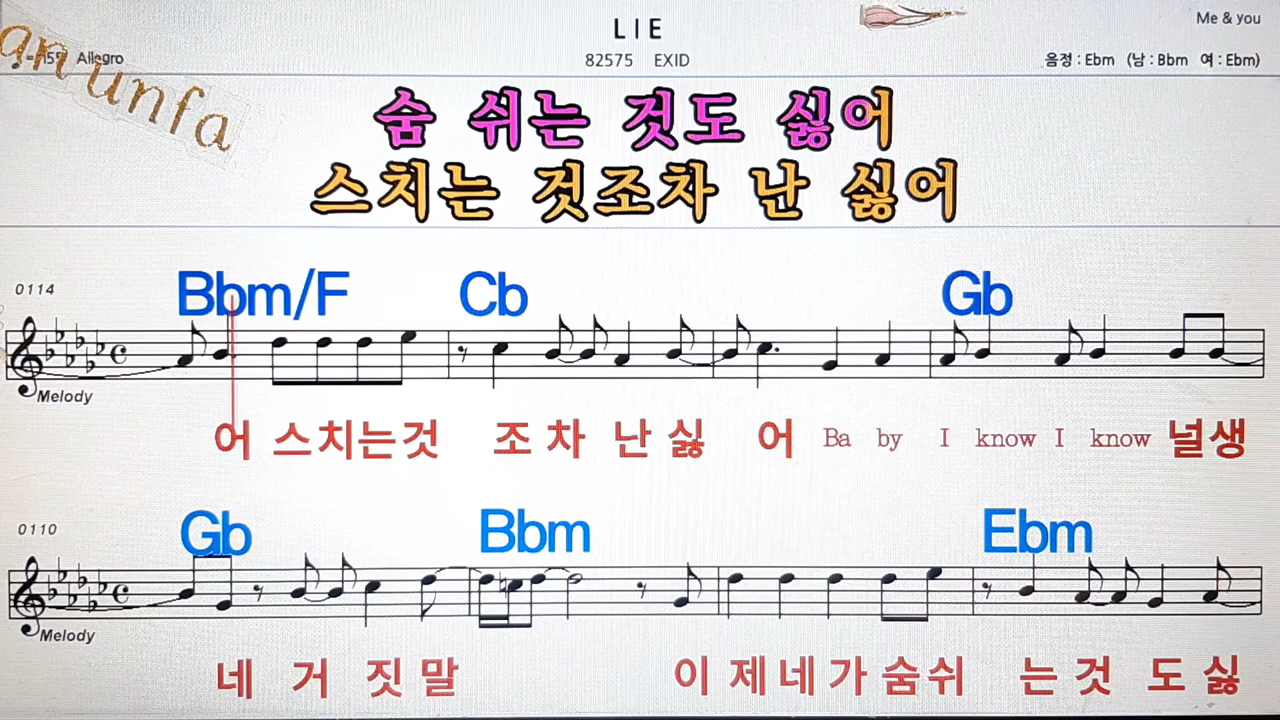 LIE
Me & you
♩=155 Allegro
82575 EXID
음정 : Ebm (남 : Bbm 여 : Ebm)
an unfa
숨 쉬는 것도 싫어
스치는 것조차 난 싫어
0114
Bbm/F Cb Gb
Melody
어 스치는것 조 차 난 싫 어 Ba by I know I know 널생
0110
Gb Bbm Ebm
Melody
네 거 짓 말 이 제 네 가 숨쉬 는 것 도 싫